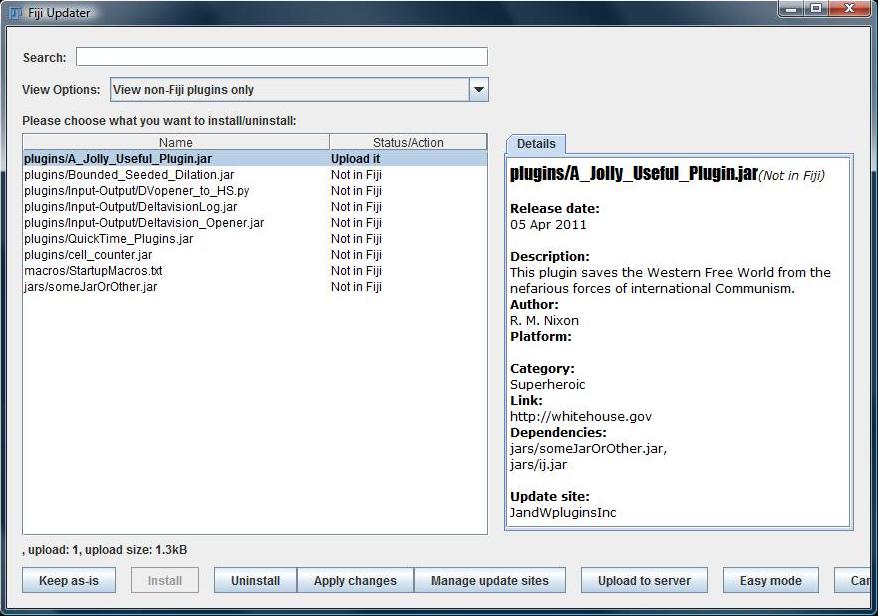 Fiji Updater
Search:
View Options: View non-Fiji plugins only
Please choose what you want to install/uninstall:
Name Status/Action
plugins/A_Jolly_Useful_Plugin.jar Upload it
plugins/Bounded_Seeded_Dilation.jar Not in Fiji
plugins/Input-Output/DVopener_to_HS.py Not in Fiji
plugins/Input-Output/DeltavisionLog.jar Not in Fiji
plugins/Input-Output/Deltavision_Opener.jar Not in Fiji
plugins/QuickTime_Plugins.jar Not in Fiji
plugins/cell_counter.jar Not in Fiji
macros/StartupMacros.txt Not in Fiji
jars/someJarOrOther.jar Not in Fiji
Details
plugins/A_Jolly_Useful_Plugin.jar(Not in Fiji)
Release date:
05 Apr 2011
Description:
This plugin saves the Western Free World from the
nefarious forces of international Communism.
Author:
R. M. Nixon
Platform:
Category:
Superheroic
Link:
http://whitehouse.gov
Dependencies:
jars/someJarOrOther.jar,
jars/ij.jar
Update site:
JandWpluginsInc
, upload: 1, upload size: 1.3kB
Keep as-is Install Uninstall Apply changes Manage update sites Upload to server Easy mode Car